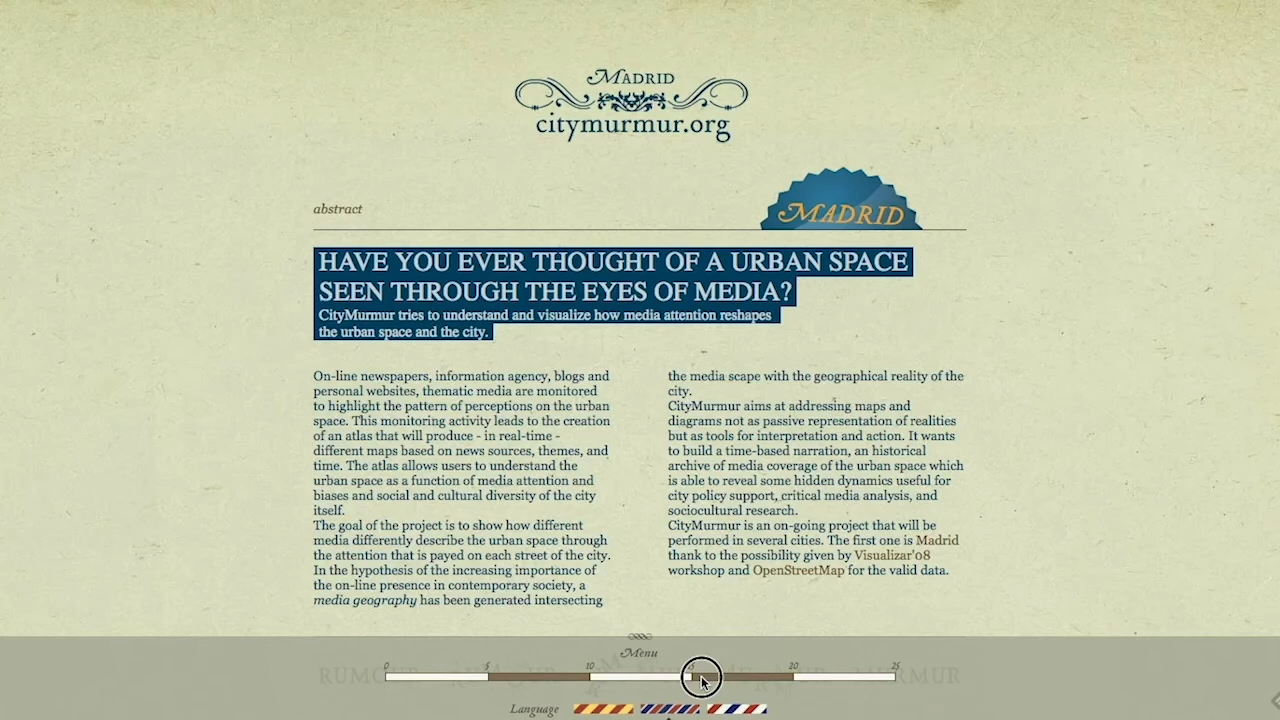 MADRID
citymurmur.org
abstract
MADRID
HAVE YOU EVER THOUGHT OF A URBAN SPACE
SEEN THROUGH THE EYES OF MEDIA?
CityMurmur tries to understand and visualize how media attention reshapes
the urban space and the city.
On-line newspapers, information agency, blogs and
personal websites, thematic media are monitored
to highlight the pattern of perceptions on the urban
space. This monitoring activity leads to the creation
of an atlas that will produce - in real-time -
different maps based on news sources, themes, and
time. The atlas allows users to understand the
urban space as a function of media attention and
biases and social and cultural diversity of the city
itself.
The goal of the project is to show how different
media differently describe the urban space through
the attention that is payed on each street of the city.
In the hypothesis of the increasing importance of
the on-line presence in contemporary society, a
media geography has been generated intersecting
the media scape with the geographical reality of the
city.
CityMurmur aims at addressing maps and
diagrams not as passive representation of realities
but as tools for interpretation and action. It wants
to build a time-based narration, an historical
archive of media coverage of the urban space which
is able to reveal some hidden dynamics useful for
city policy support, critical media analysis, and
sociocultural research.
CityMurmur is an on-going project that will be
performed in several cities. The first one is Madrid
thank to the possibility given by Visualizar'08
workshop and OpenStreetMap for the valid data.
Menu
0 5 10 20 25
Language